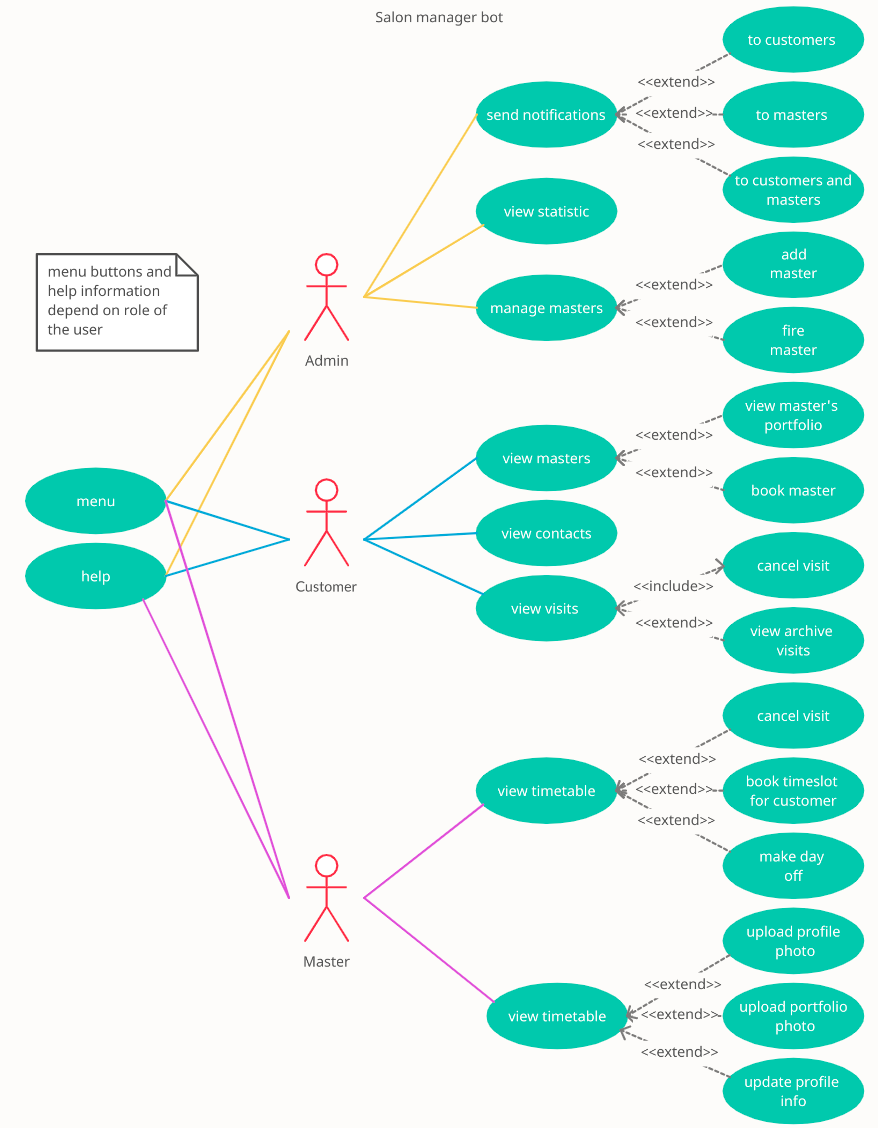 Salon manager bot
to customers
<<extend>>
send notifications
<<extend>>
to masters
<<extend>>
to customers and
masters
view statistic
menu buttons and
help information
depend on role of
the user
Admin
manage masters
<<extend>>
add
master
<<extend>>
fire
master
menu
help
Customer
view masters
<<extend>>
view master's
portfolio
<<extend>>
book master
view contacts
view visits
<<include>>
cancel visit
<<extend>>
view archive
visits
Master
view timetable
<<extend>>
cancel visit
<<extend>>
book timeslot
for customer
<<extend>>
make day
off
view timetable
<<extend>>
upload profile
photo
<<extend>>
upload portfolio
photo
<<extend>>
update profile
info